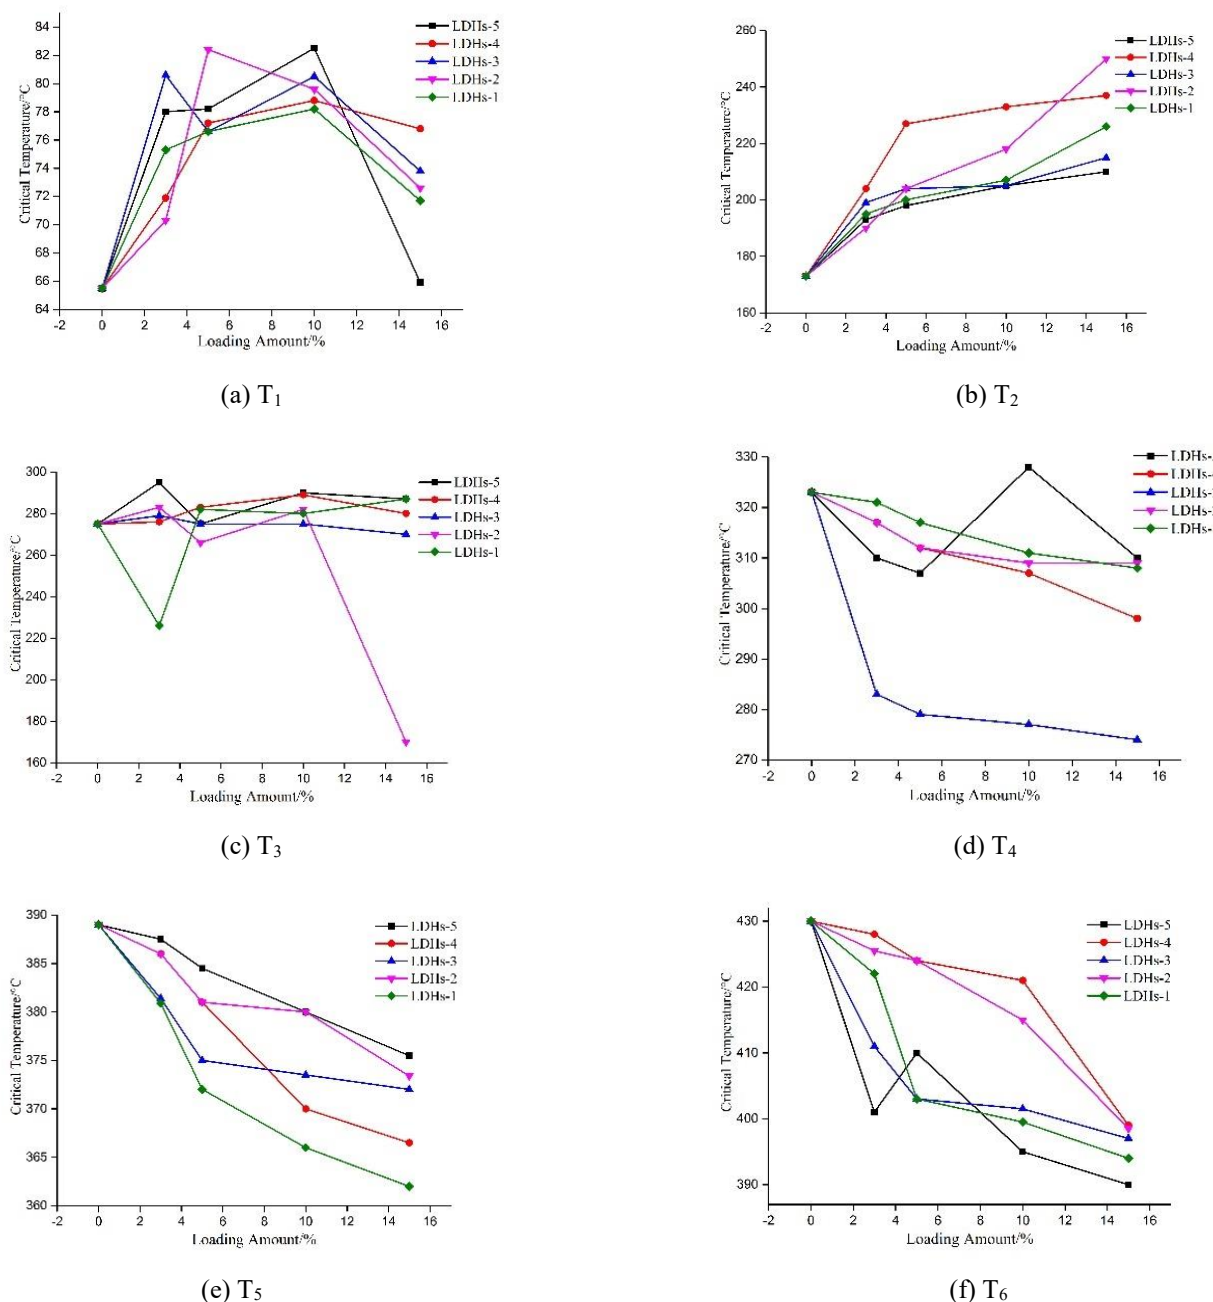 84
82
80
78
76
74
72
70
68
66
64
-2 0 2 4 6 8 10 12 14 16
Critical Temperature/°C
Loading Amount/%
LDHs-5
LDHs-4
LDHs-3
LDHs-2
LDHs-1
(a) T₁
260
240
220
200
180
160
-2 0 2 4 6 8 10 12 14 16
Critical Temperature/°C
Loading Amount/%
LDHs-5
LDHs-4
LDHs-3
LDHs-2
LDHs-1
(b) T₂
300
280
260
240
220
200
180
160
-2 0 2 4 6 8 10 12 14 16
Critical Temperature/°C
Loading Amount/%
LDHs-5
LDHs-4
LDHs-3
LDHs-2
LDHs-1
(c) T₃
330
320
310
300
290
280
270
-2 0 2 4 6 8 10 12 14 16
Critical Temperature/°C
Loading Amount/%
LDHs-
LDHs-
LDHs-
LDHs-
LDHs-
(d) T₄
390
385
380
375
370
365
360
-2 0 2 4 6 8 10 12 14 16
Critical Temperature/°C
Loading Amount/%
LDHs-5
LDHs-4
LDHs-3
LDHs-2
LDHs-1
(e) T₅
430
420
410
400
390
-2 0 2 4 6 8 10 12 14 16
Critical Temperature/°C
Loading Amount/%
LDHs-5
LDHs-4
LDHs-3
LDHs-2
LDHs-1
(f) T₆